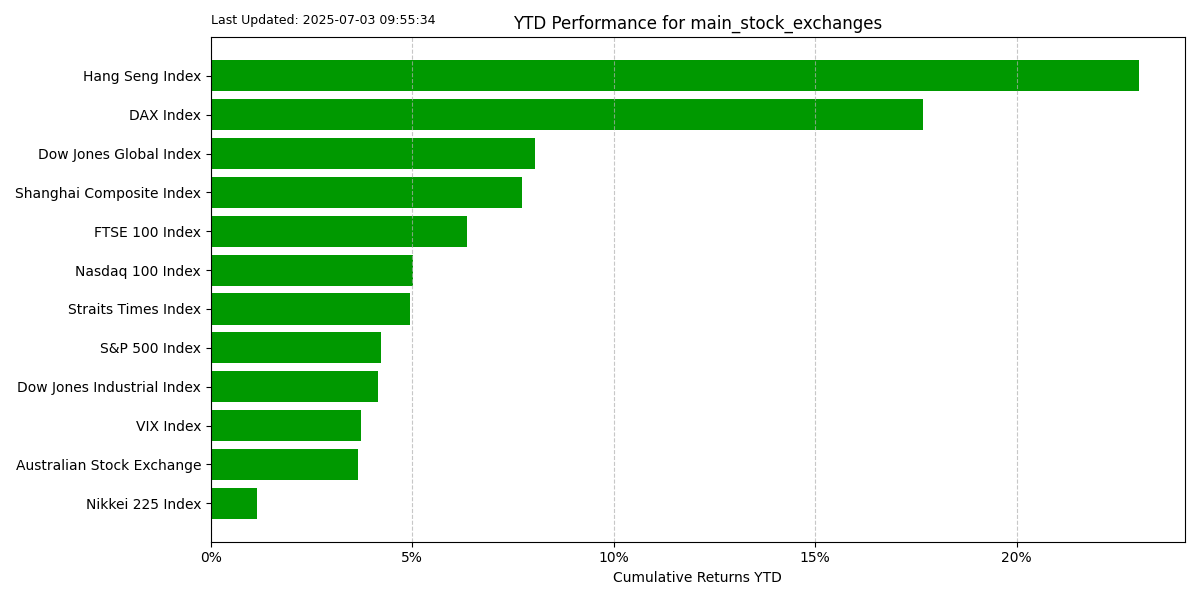 Last Updated: 2025-07-03 09:55:34
YTD Performance for main_stock_exchanges
Hang Seng Index
DAX Index
Dow Jones Global Index
Shanghai Composite Index
FTSE 100 Index
Nasdaq 100 Index
Straits Times Index
S&P 500 Index
Dow Jones Industrial Index
VIX Index
Australian Stock Exchange
Nikkei 225 Index
0% 5% 10% 15% 20%
Cumulative Returns YTD